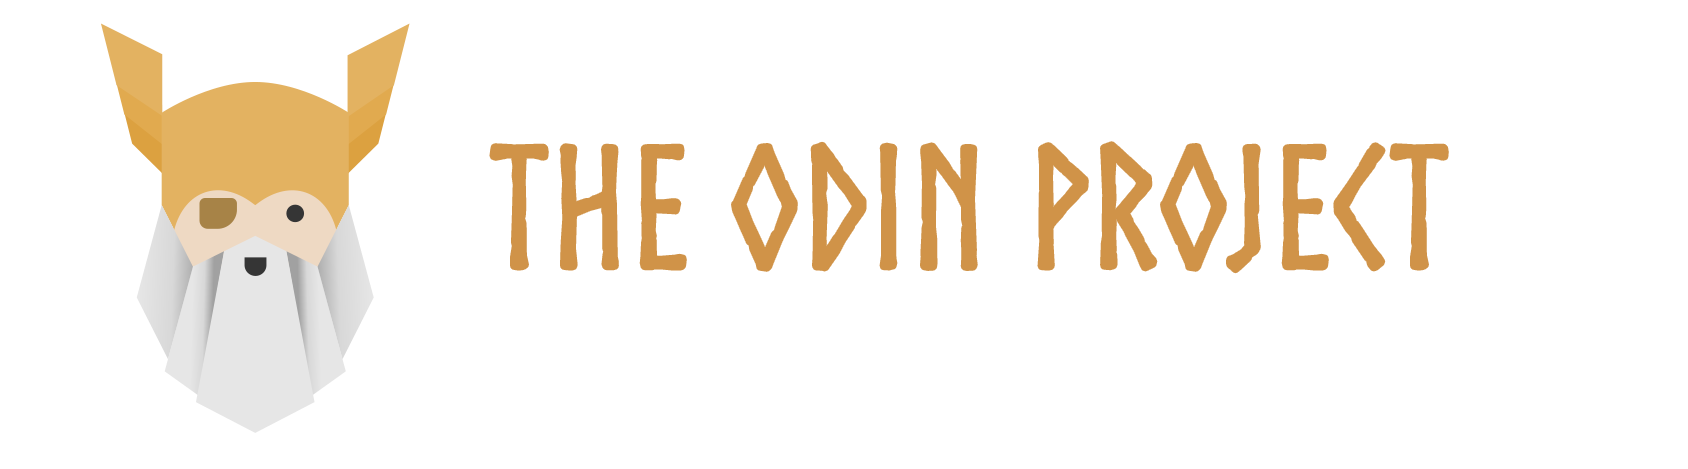 THE ODIN PROJECT